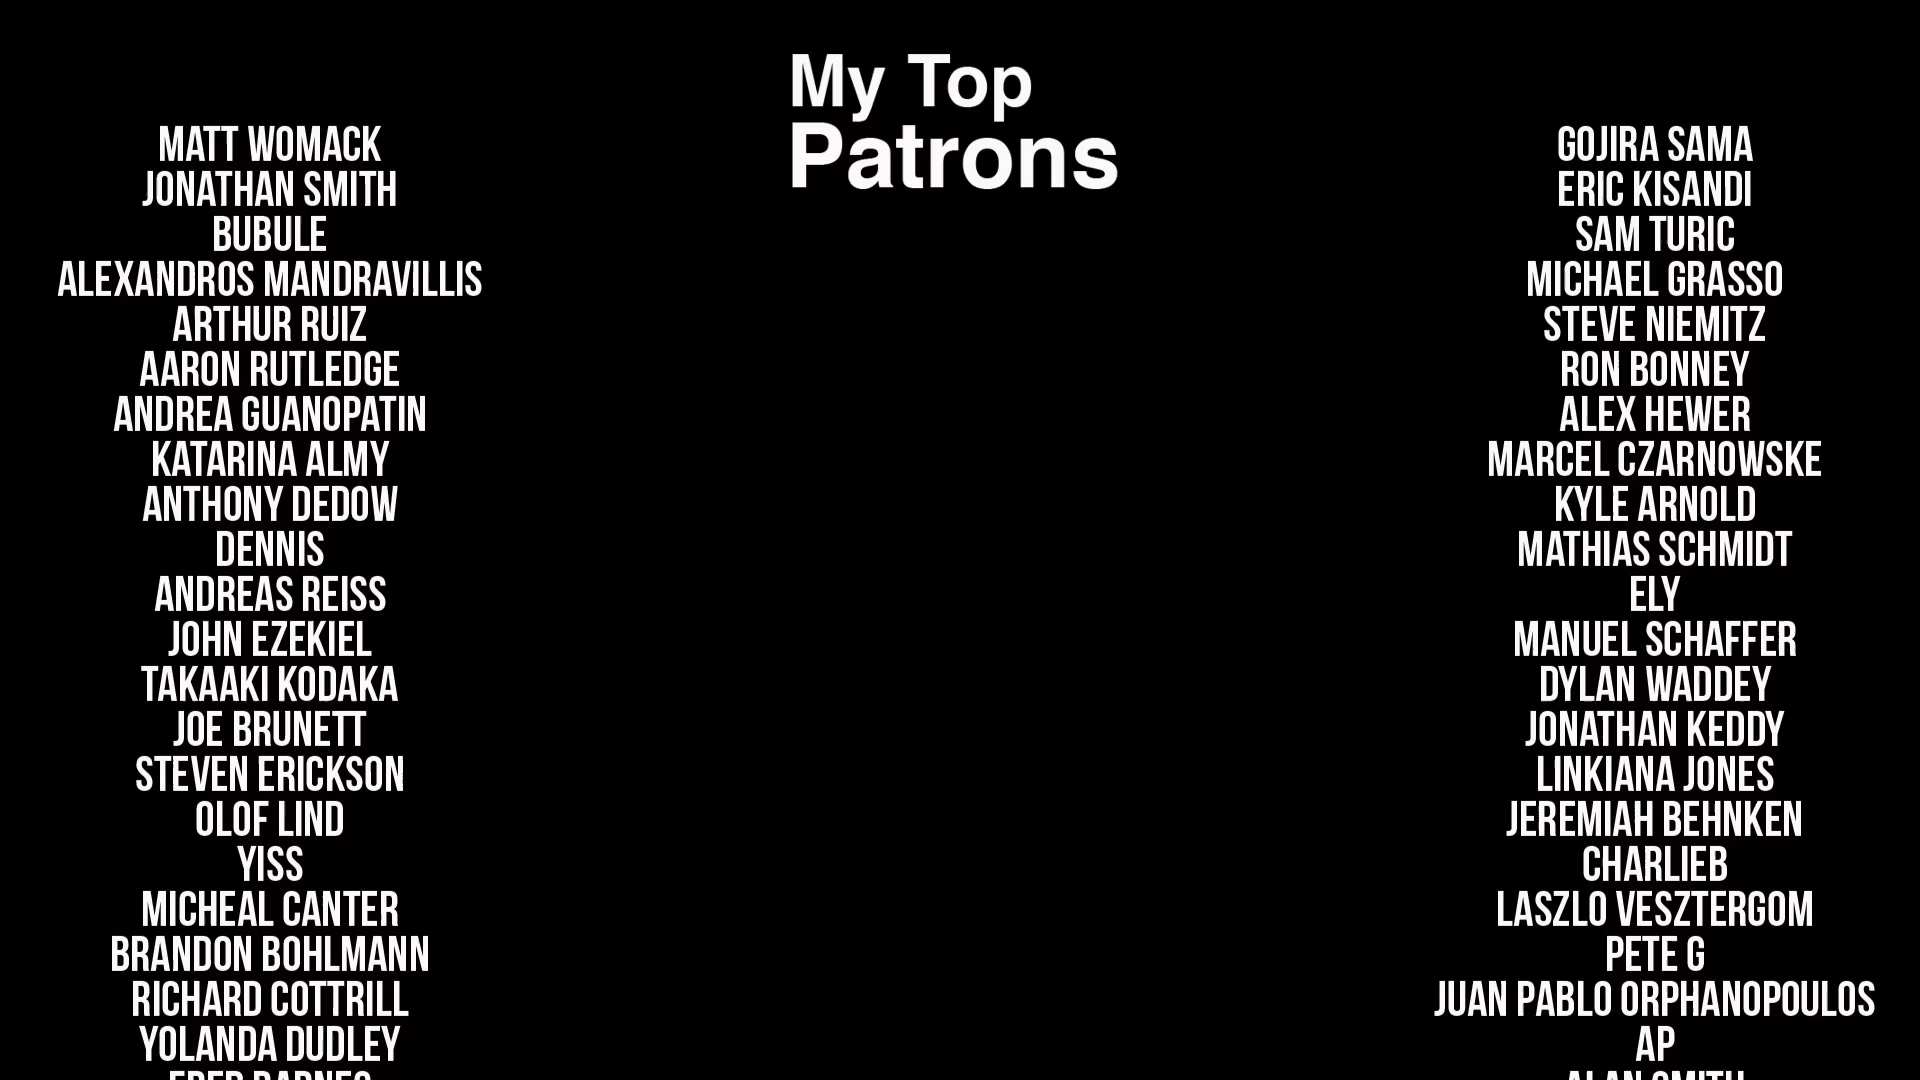 My Top
Patrons
MATT WOMACK
JONATHAN SMITH
BUBULE
ALEXANDROS MANDRAVILLIS
ARTHUR RUIZ
AARON RUTLEDGE
ANDREA GUANOPATIN
KATARINA ALMY
ANTHONY DEDOW
DENNIS
ANDREAS REISS
JOHN EZEKIEL
TAKAAKI KODAKA
JOE BRUNETT
STEVEN ERICKSON
OLOF LIND
YISS
MICHEAL CANTER
BRANDON BOHLMANN
RICHARD COTTRILL
YOLANDA DUDLEY
FRED BARNES
GOJIRA SAMA
ERIC KISANDI
SAM TURIC
MICHAEL GRASSO
STEVE NIEMITZ
RON BONNEY
ALEX HEWER
MARCEL CZARNOWSKE
KYLE ARNOLD
MATHIAS SCHMIDT
ELY
MANUEL SCHAFFER
DYLAN WADDEY
JONATHAN KEDDY
LINKIANA JONES
JEREMIAH BEHNKEN
CHARLIEB
LASZLO VESZTERGOM
PETE G
JUAN PABLO ORPHANOPOULOS
AP
ALAN SMITH